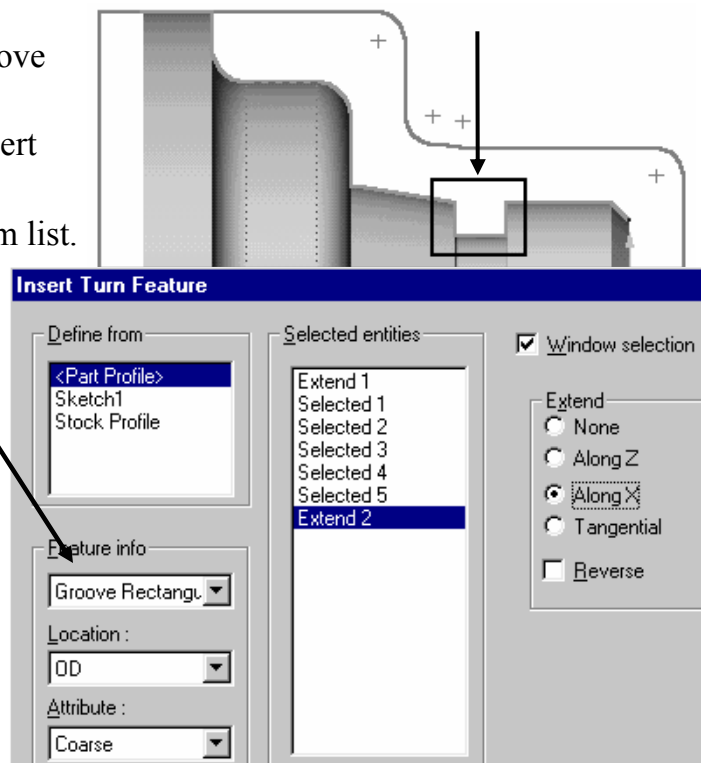 ove
ert
m list.
Insert Turn Feature
Define from
<Part Profile>
Sketch1
Stock Profile
Feature info
Groove Rectangu
Location :
OD
Attribute :
Coarse
Selected entities
Extend 1
Selected 1
Selected 2
Selected 3
Selected 4
Selected 5
Extend 2
Window selection
Extend
None
Along Z
Along X
Tangential
Reverse